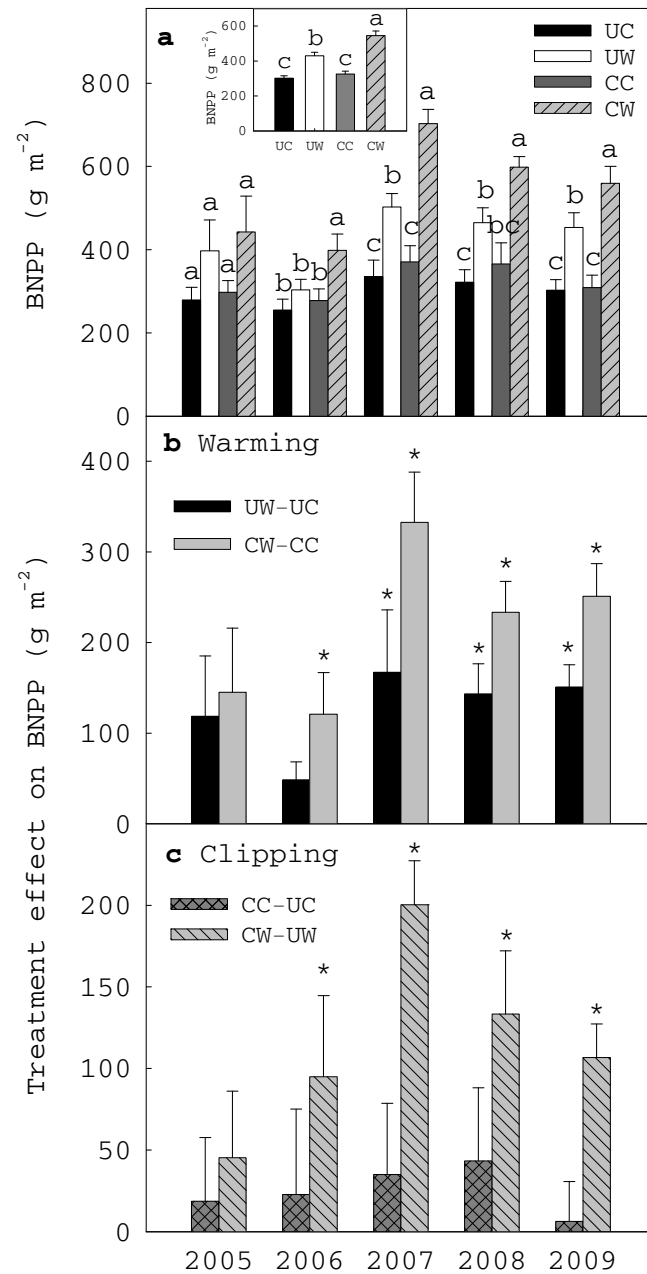 a
UC
UW
CC
CW
BNPP (g m⁻²)
800
600
400
200
0
BNPP (g m⁻²)
600
400
200
0
c b c a
UC UW CC CW
a a a a
b b b a
c b c a
c b bc a
c b c a
b Warming
UW-UC
CW-CC
400
300
200
100
0
*
* *
* *
* *
Treatment effect on BNPP (g m⁻²)
c Clipping
CC-UC
CW-UW
200
150
100
50
0
*
*
*
*
2005 2006 2007 2008 2009